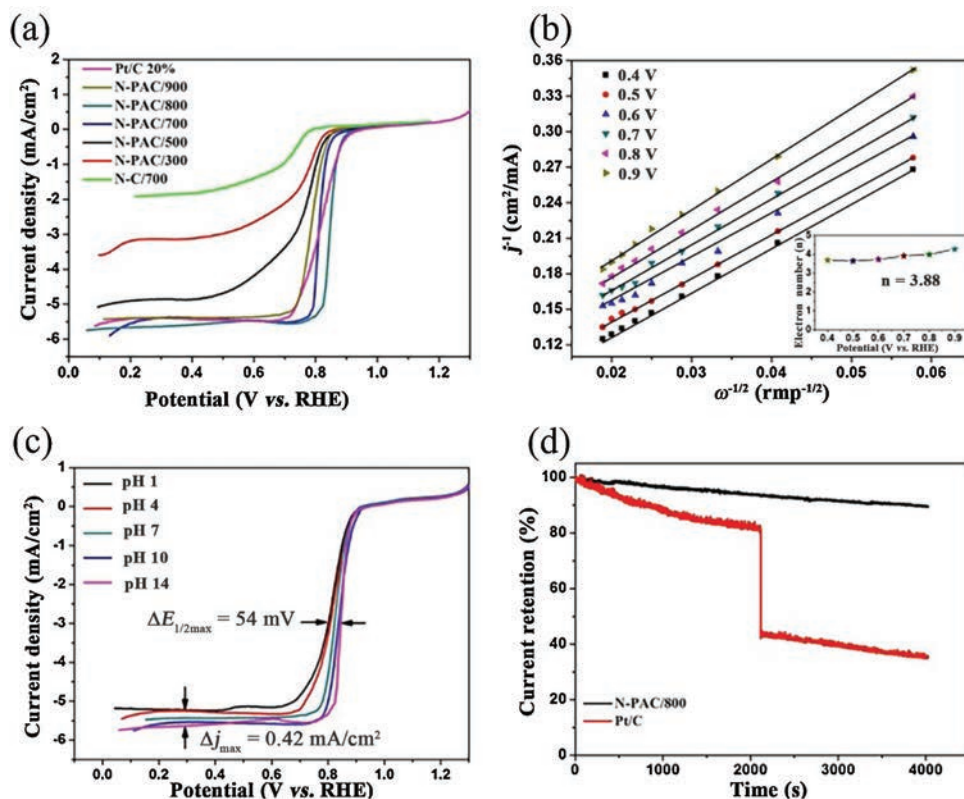 (a)
Current density (mA/cm²)
2
1
0
-1
-2
-3
-4
-5
-6
Pt/C 20%
N-PAC/900
N-PAC/800
N-PAC/700
N-PAC/500
N-PAC/300
N-C/700
0.0 0.2 0.4 0.6 0.8 1.0 1.2
Potential (V vs. RHE)
(b)
j⁻¹ (cm²/mA)
0.36
0.33
0.30
0.27
0.24
0.21
0.18
0.15
0.12
0.4 V
0.5 V
0.6 V
0.7 V
0.8 V
0.9 V
Electron number (n)
5
4
3
2
1
0
n = 3.88
0.4 0.5 0.6 0.7 0.8 0.9
Potential (V vs. RHE)
0.02 0.03 0.04 0.05 0.06
ω⁻¹/² (rmp⁻¹/²)
(c)
Current density (mA/cm²)
1
0
-1
-2
-3
-4
-5
-6
pH 1
pH 4
pH 7
pH 10
pH 14
ΔE1/2max = 54 mV
Δjmax = 0.42 mA/cm²
0.0 0.2 0.4 0.6 0.8 1.0 1.2
Potential (V vs. RHE)
(d)
Current retention (%)
100
80
60
40
20
0
N-PAC/800
Pt/C
0 1000 2000 3000 4000
Time (s)